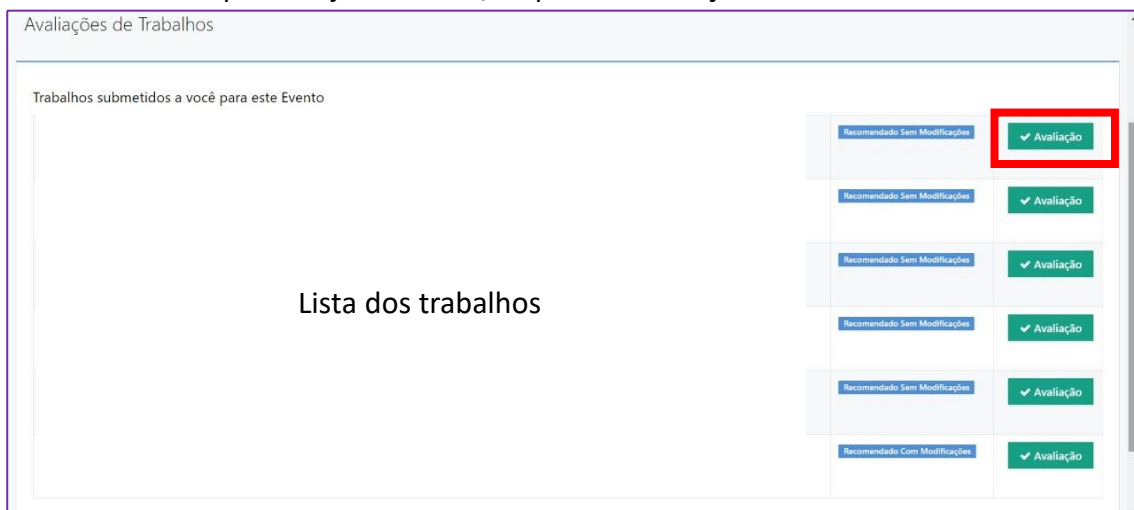 Avaliações de Trabalhos
Trabalhos submetidos a você para este Evento
Recomendado Sem Modificações
Avaliação
Recomendado Sem Modificações
Avaliação
Recomendado Sem Modificações
Avaliação
Lista dos trabalhos
Recomendado Sem Modificações
Avaliação
Recomendado Sem Modificações
Avaliação
Recomendado Com Modificações
Avaliação